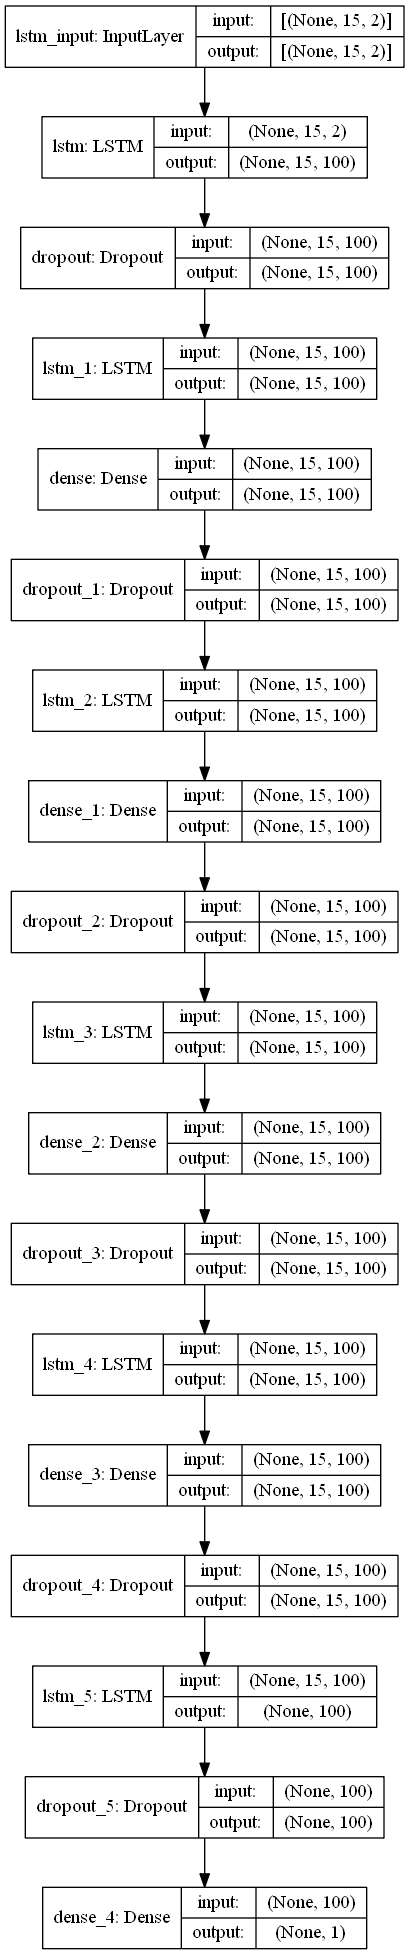 lstm_input: InputLayer
input:
[(None, 15, 2)]
output:
[(None, 15, 2)]
lstm: LSTM
input:
(None, 15, 2)
output:
(None, 15, 100)
dropout: Dropout
input:
(None, 15, 100)
output:
(None, 15, 100)
lstm_1: LSTM
input:
(None, 15, 100)
output:
(None, 15, 100)
dense: Dense
input:
(None, 15, 100)
output:
(None, 15, 100)
dropout_1: Dropout
input:
(None, 15, 100)
output:
(None, 15, 100)
lstm_2: LSTM
input:
(None, 15, 100)
output:
(None, 15, 100)
dense_1: Dense
input:
(None, 15, 100)
output:
(None, 15, 100)
dropout_2: Dropout
input:
(None, 15, 100)
output:
(None, 15, 100)
lstm_3: LSTM
input:
(None, 15, 100)
output:
(None, 15, 100)
dense_2: Dense
input:
(None, 15, 100)
output:
(None, 15, 100)
dropout_3: Dropout
input:
(None, 15, 100)
output:
(None, 15, 100)
lstm_4: LSTM
input:
(None, 15, 100)
output:
(None, 15, 100)
dense_3: Dense
input:
(None, 15, 100)
output:
(None, 15, 100)
dropout_4: Dropout
input:
(None, 15, 100)
output:
(None, 15, 100)
lstm_5: LSTM
input:
(None, 15, 100)
output:
(None, 100)
dropout_5: Dropout
input:
(None, 100)
output:
(None, 100)
dense_4: Dense
input:
(None, 100)
output:
(None, 1)